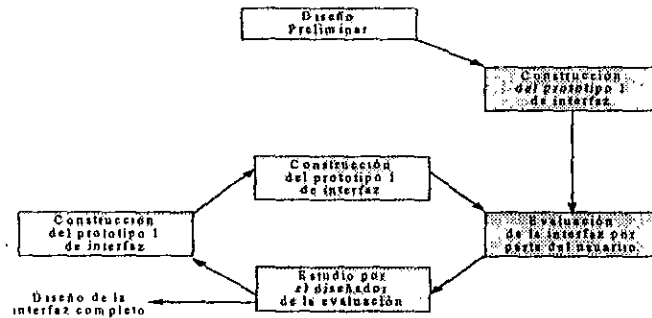 Diseño
Preliminar
Construcción
del prototipo 1
de interfaz
Construcción
del prototipo 1
de interfaz
Construcción
del prototipo 1
de interfaz
Evaluación
de la interfaz por
parte del usuario.
Estudio por
el diseñador
de la evaluación
Diseño de la
interfaz completo